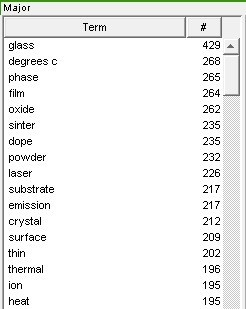 Major
Term #
glass 429
degrees c 268
phase 265
film 264
oxide 262
sinter 235
dope 235
powder 232
laser 226
substrate 217
emission 217
crystal 212
surface 209
thin 202
thermal 196
ion 195
heat 195